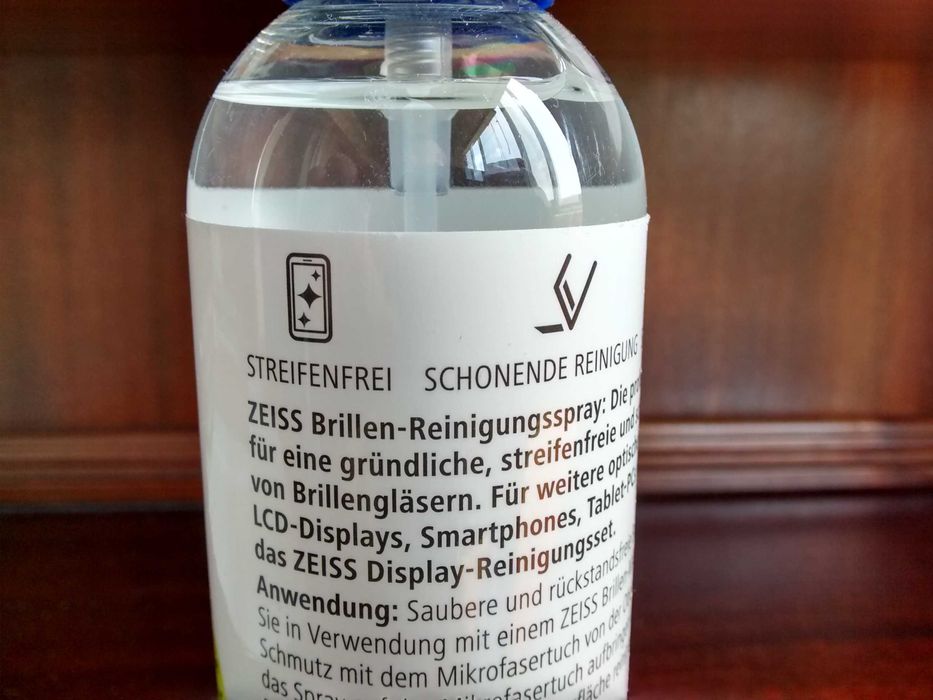 STREIFENFREI SCHONENDE REINIGUNG
ZEISS Brillen-Reinigungsspray: Die
für eine gründliche, streifenfreie und
von Brillengläsern. Für weitere
LCD-Displays, Smartphones,
das ZEISS Display-Reinigungsset.
Anwendung: Saubere und
Sie in Verwendung mit einem ZEISS
Schmutz mit dem Mikrofasertuch von der
das Spray